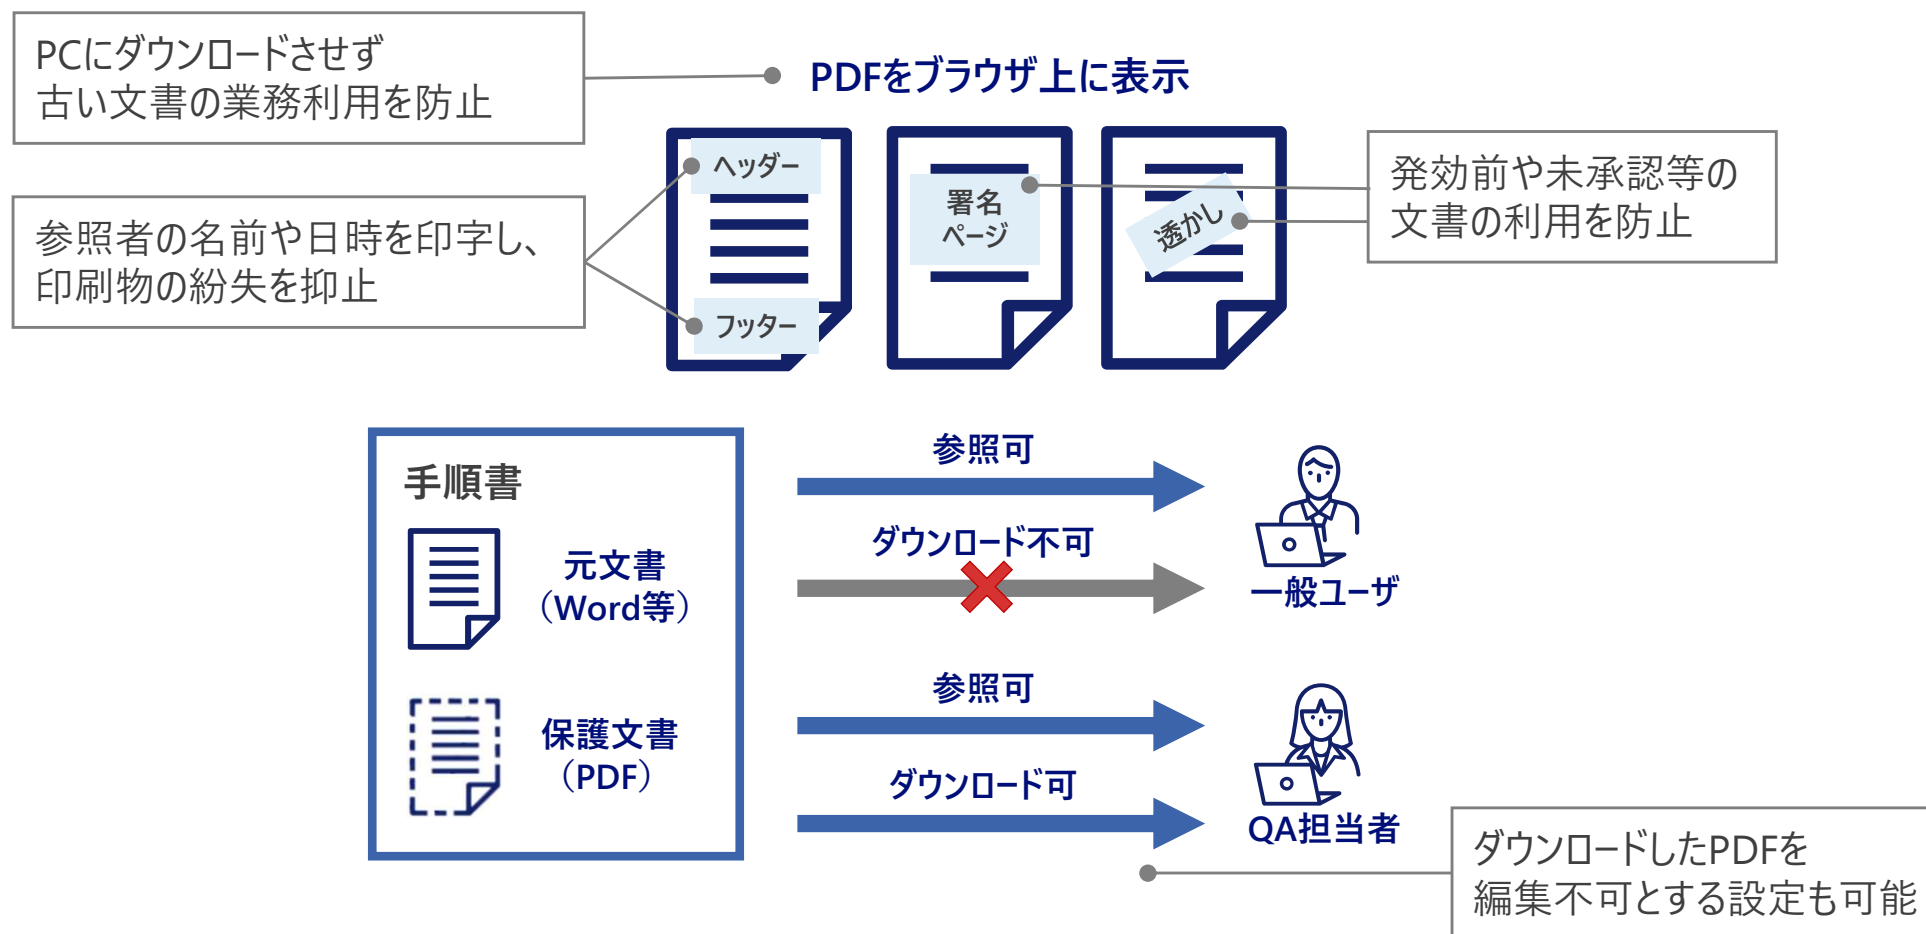 PCにダウンロードさせず
古い文書の業務利用を防止
PDFをブラウザ上に表示
ヘッダー
参照者の名前や日時を印字し、
印刷物の紛失を抑止
フッター
署名
ページ
透かし
発効前や未承認等の
文書の利用を防止
手順書
元文書
（Word等）
保護文書
（PDF）
参照可
ダウンロード不可
一般ユーザ
参照可
ダウンロード可
QA担当者
ダウンロードしたPDFを
編集不可とする設定も可能